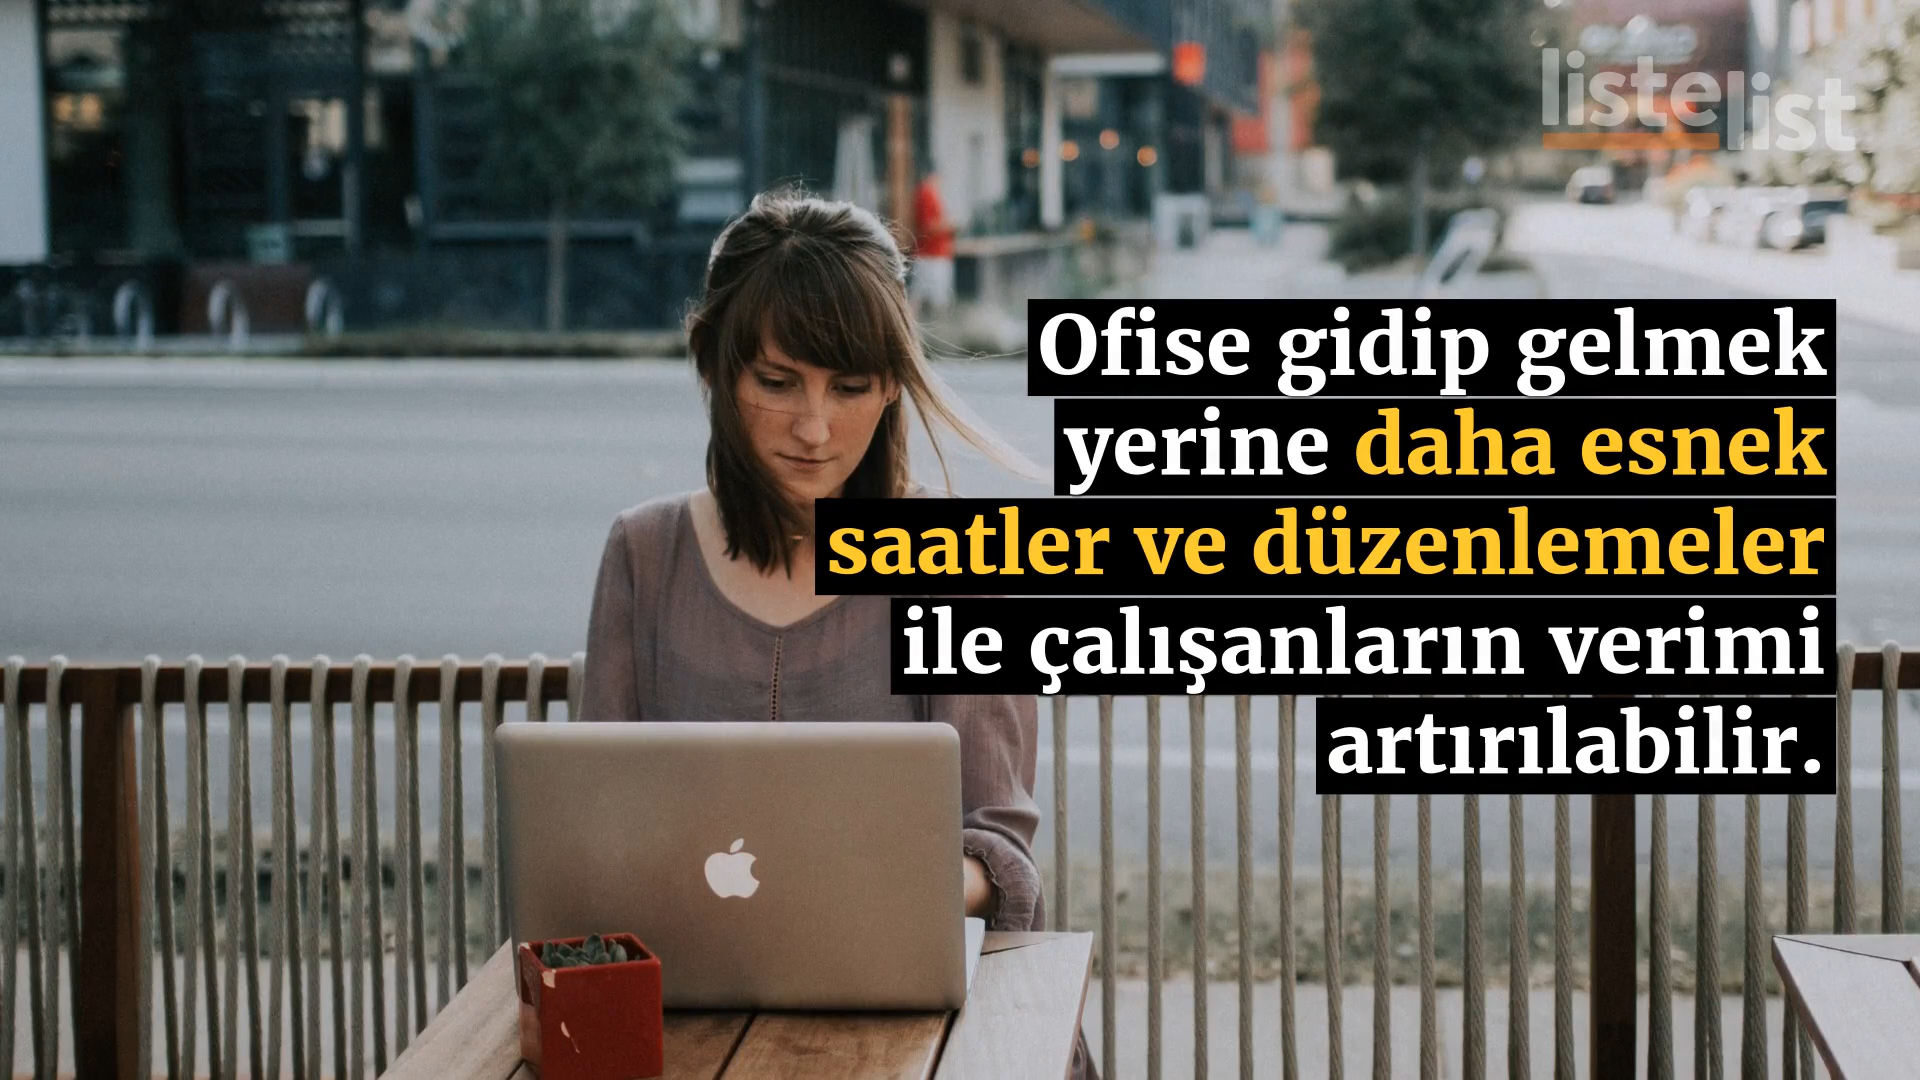 listelist
Ofise gidip gelmek
yerine daha esnek
saatler ve düzenlemeler
ile çalışanların verimi
artırılabilir.